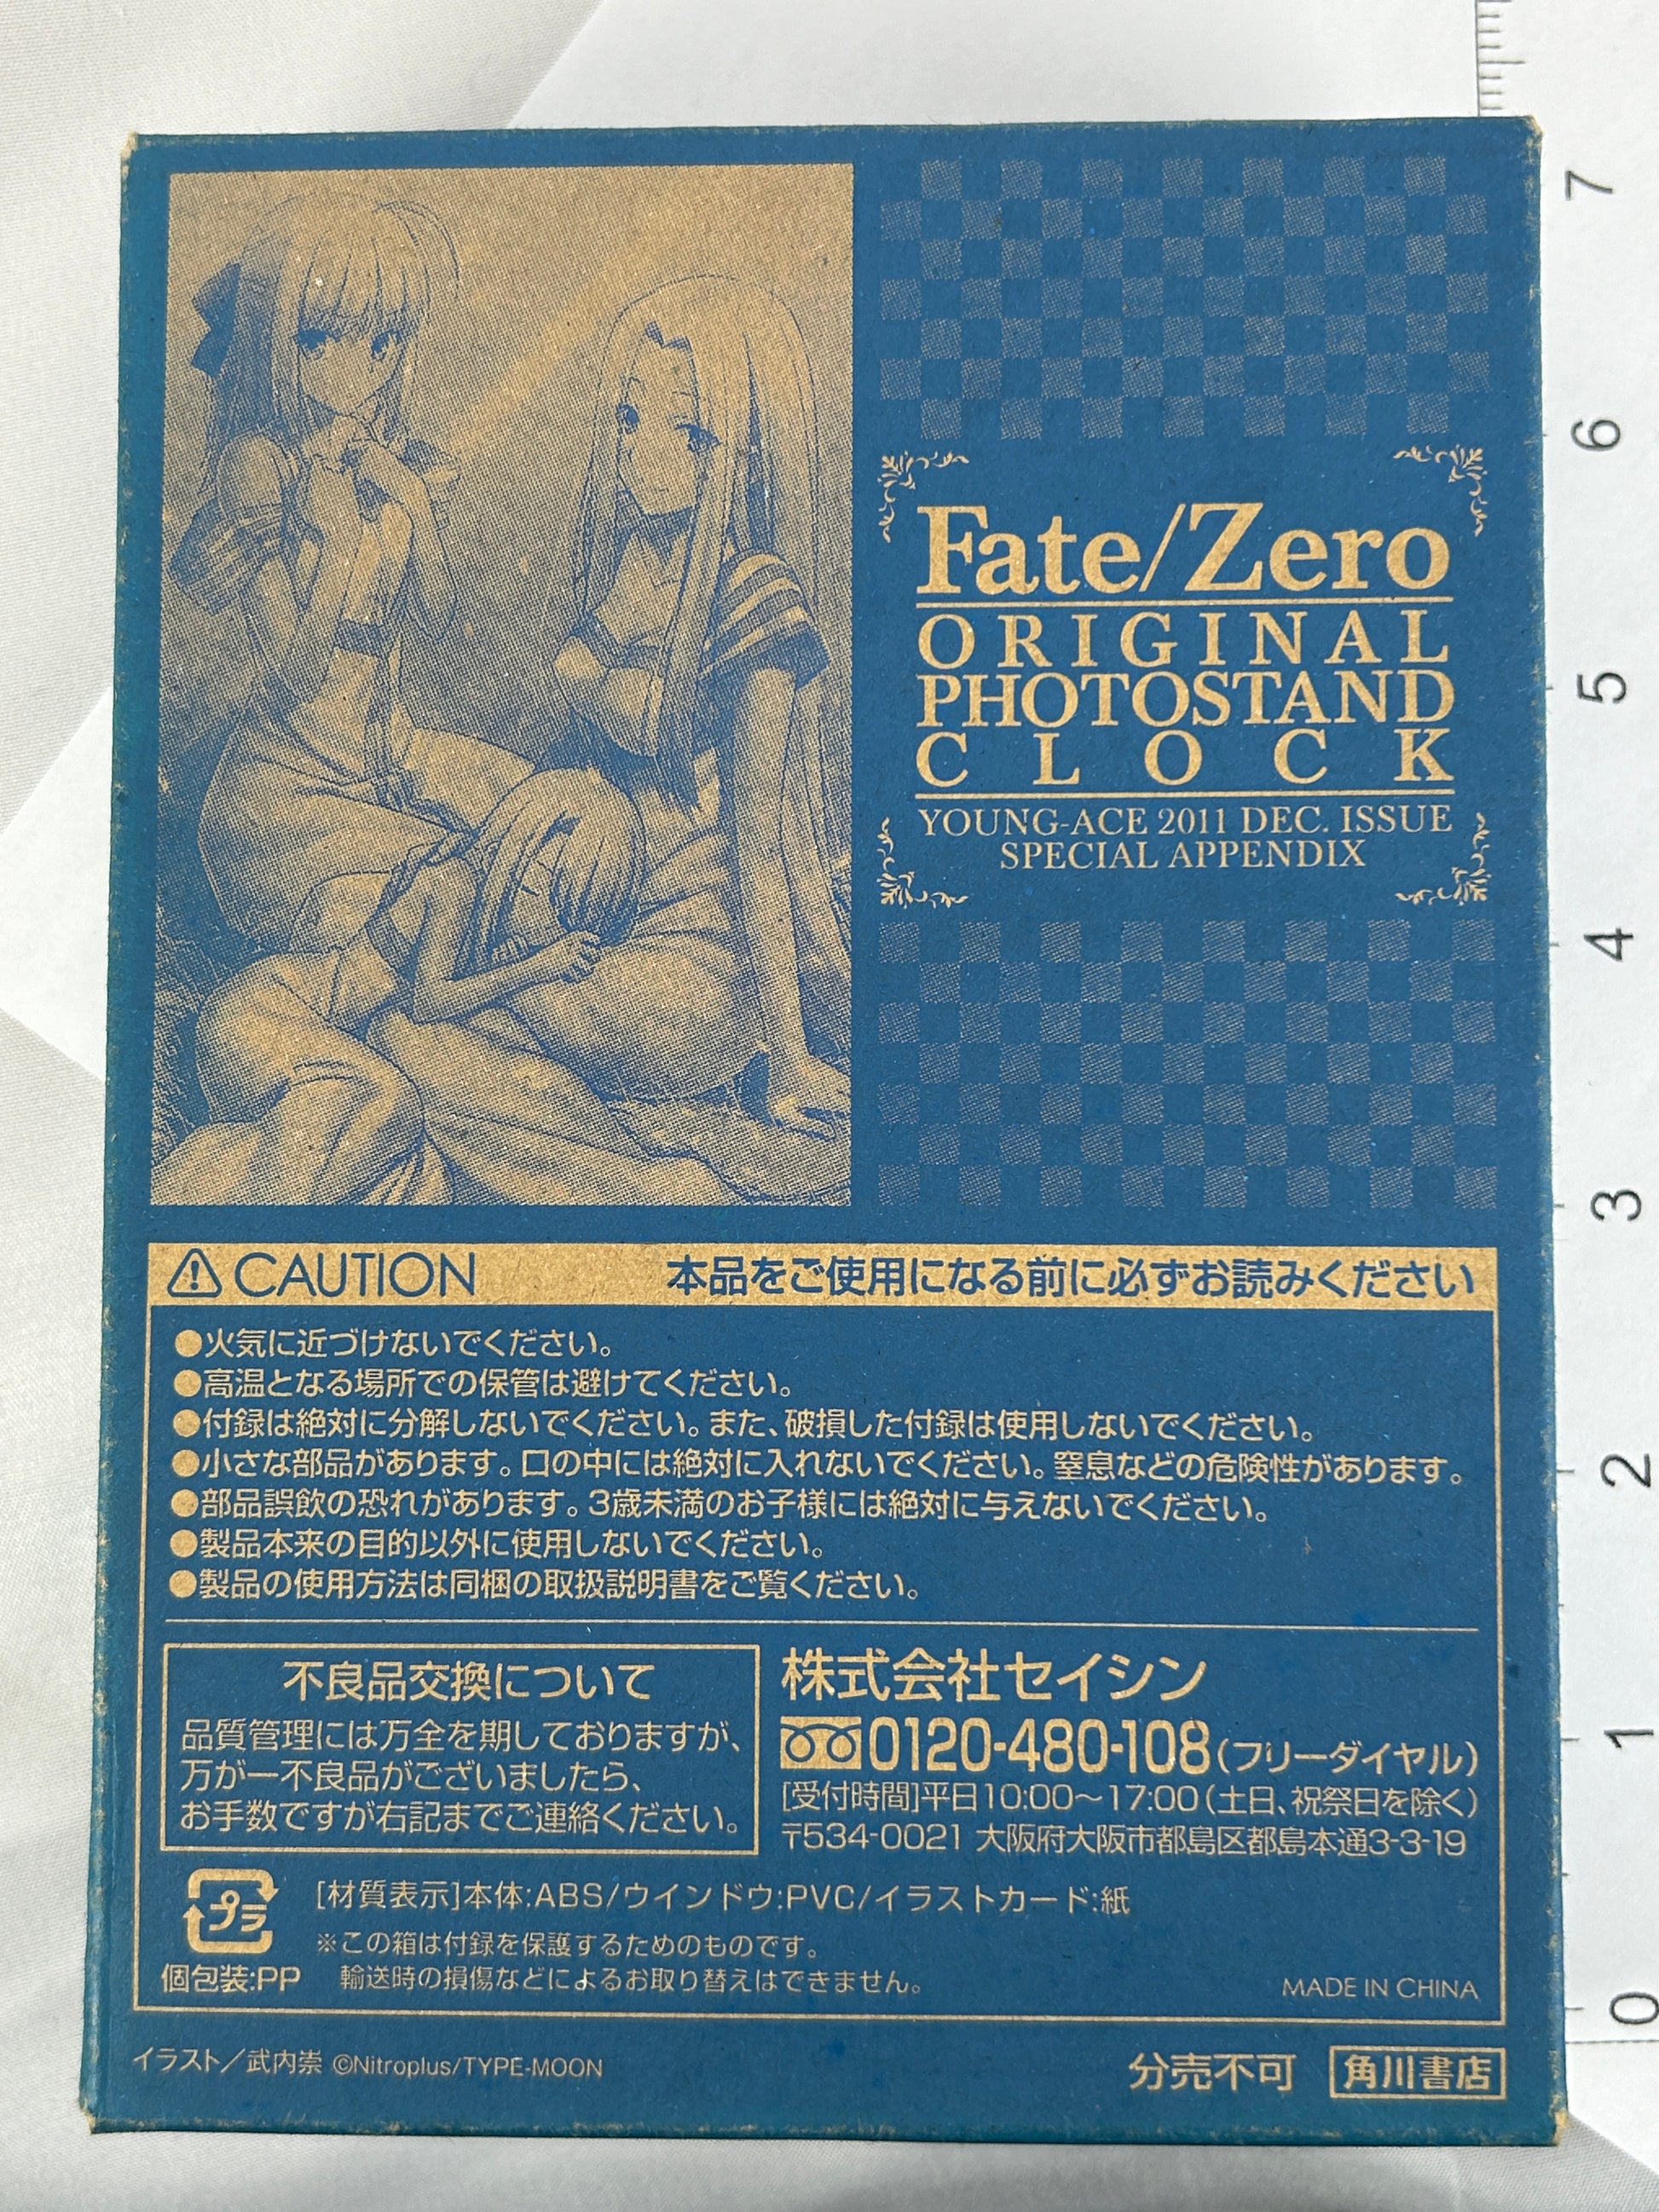 Fate/Zero
ORIGINAL
PHOTOSTAND
CLOCK
YOUNG-ACE 2011 DEC. ISSUE
SPECIAL APPENDIX
CAUTION 本品をご使用になる前に必ずお読みください
●火気に近づけないでください。
●高温となる場所での保管は避けてください。
●付録は絶対に分解しないでください。また、破損した付録は使用しないでください。
●小さな部品があります。口の中には絶対に入れないでください。窒息などの危険性があります。
●部品誤飲の恐れがあります。3歳未満のお子様には絶対に与えないでください。
●製品本来の目的以外に使用しないでください。
●製品の使用方法は同梱の取扱説明書をご覧ください。
不良品交換について
品質管理には万全を期しておりますが、
万が一不良品がございましたら、
お手数ですが右記までご連絡ください。
株式会社セイシン
0120-480-108(フリーダイヤル)
[受付時間]平日10:00〜17:00(土日、祝祭日を除く)
〒534-0021 大阪府大阪市都島区都島本通3-3-19
プラ
個包装:PP
[材質表示]本体:ABS/ウインドウ:PVC/イラストカード:紙
※この箱は付録を保護するためのものです。
輸送時の損傷などによるお取り替えはできません。
MADE IN CHINA
イラスト/武内崇 ©Nitroplus/TYPE-MOON
分売不可 角川書店
7
6
5
4
3
2
1
0